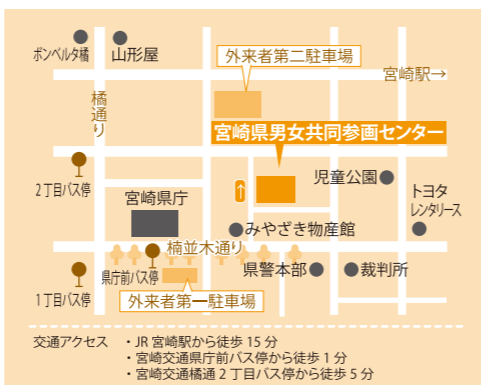 ボンベルタ橘
山形屋
外来者第二駐車場
宮崎駅→
橘通り
宮崎県男女共同参画センター
2丁目バス停
宮崎県庁
↑
児童公園
トヨタ
レンタリース
みやざき物産館
楠並木通り
県庁前バス停
県警本部
裁判所
1丁目バス停
外来者第一駐車場
交通アクセス
・JR 宮崎駅から徒歩 15 分
・宮崎交通県庁前バス停から徒歩 1 分
・宮崎交通橘通 2 丁目バス停から徒歩 5 分